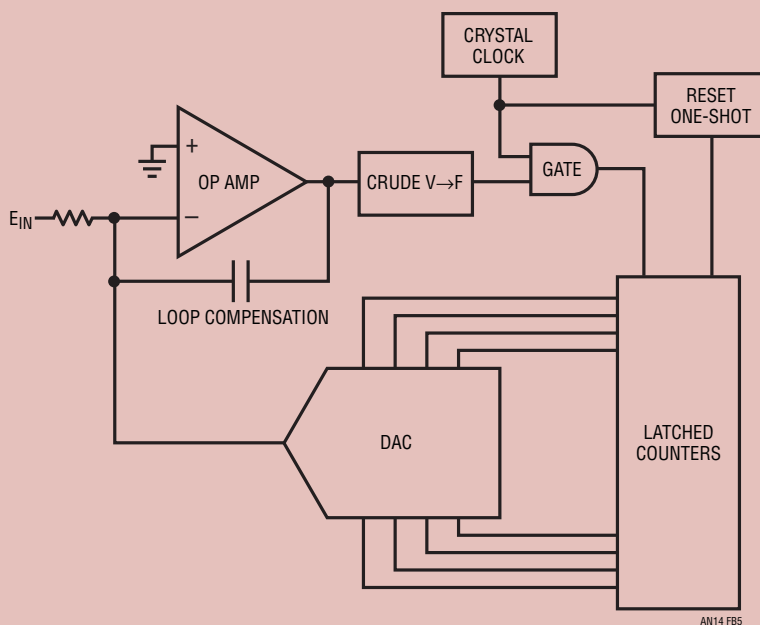 CRYSTAL
CLOCK
RESET
ONE-SHOT
+
OP AMP
CRUDE V→F
GATE
EIN
–
LOOP COMPENSATION
DAC
LATCHED
COUNTERS
AN14 FB5